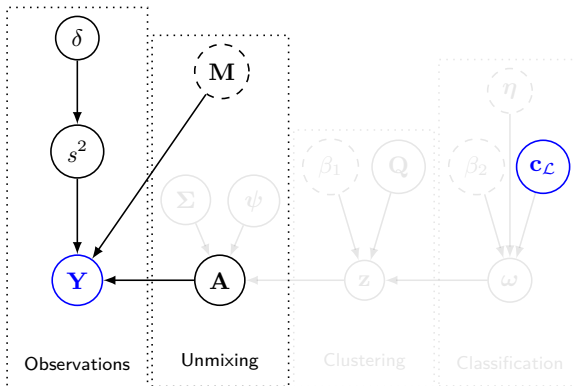 δ
M
η
s²
β₁
Q
β₂
c_ℒ
Σ
ψ
Y
A
z
ω
Observations
Unmixing
Clustering
Classification